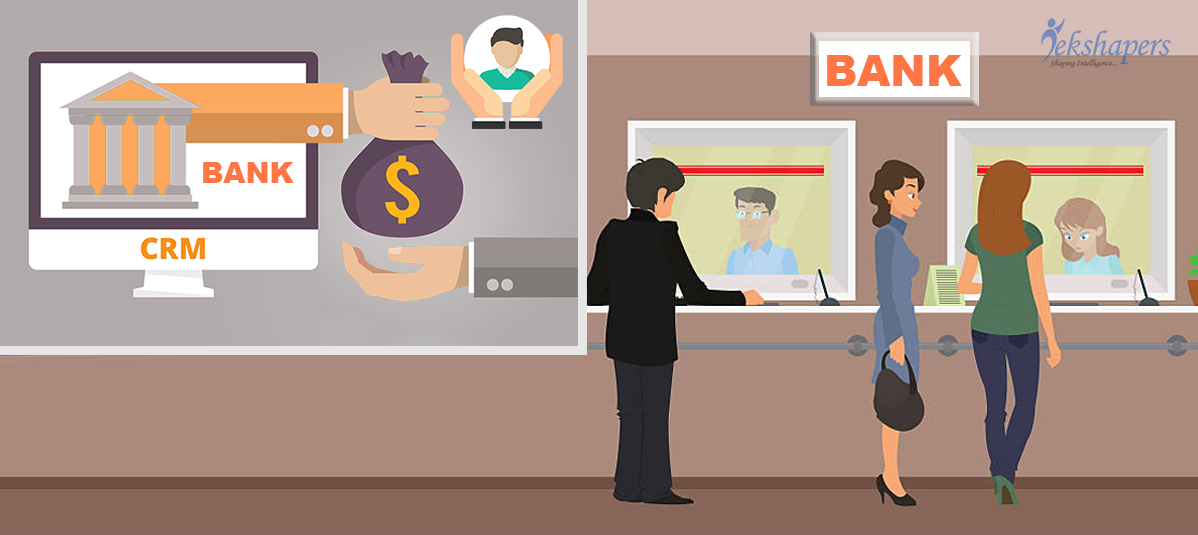 BANK
CRM
$
BANK
Tekshapers
Shaping Intelligence...